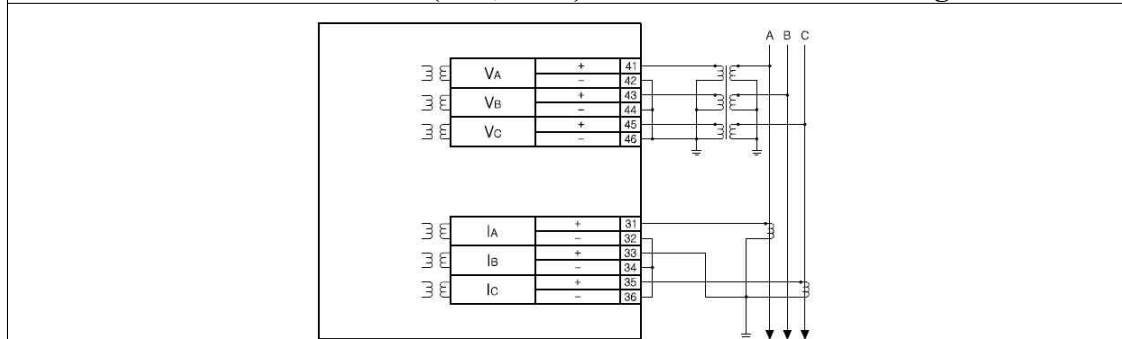 A B C
VA + 41
- 42
VB + 43
- 44
VC + 45
- 46
IA + 31
- 32
IB + 33
- 34
IC + 35
- 36